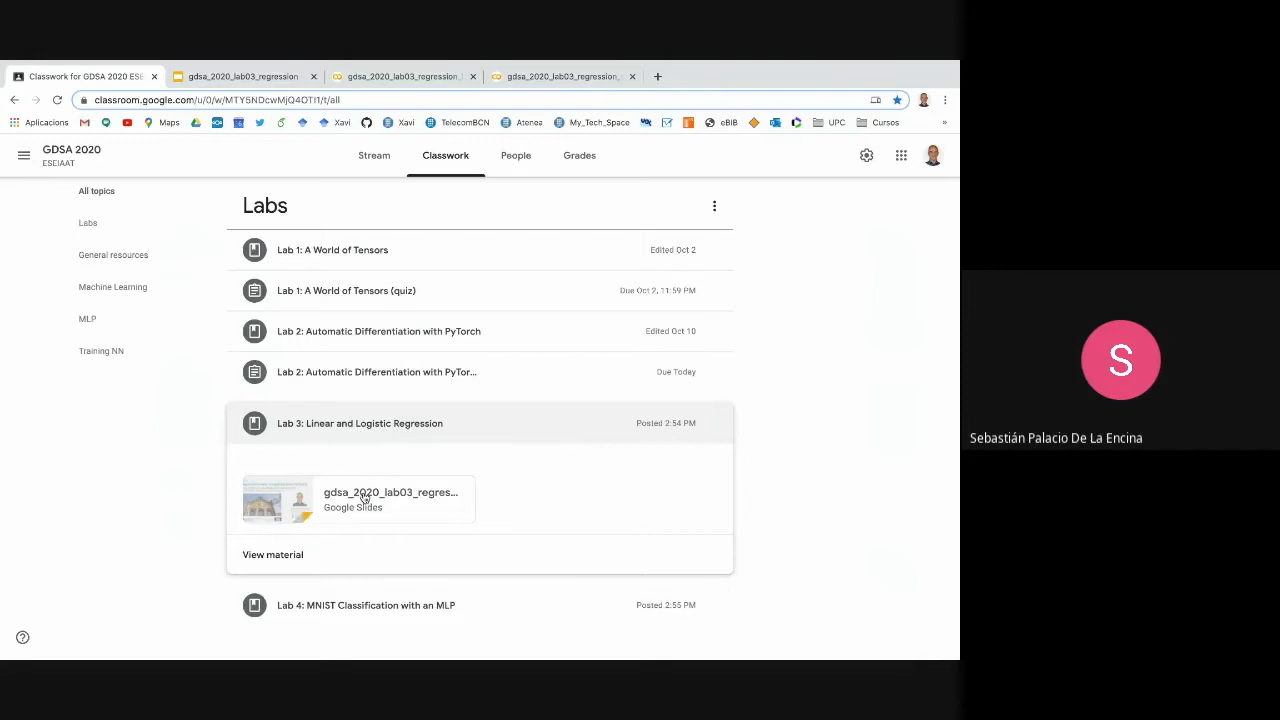 Classwork for GDSA 2020 ESE
gdsa_2020_lab03_regression
gdsa_2020_lab03_regression_
gdsa_2020_lab03_regression_
classroom.google.com/u/0/w/MTY5NDcwMjQ4OTI1/t/all
Aplicacions
Maps
Xavi
Xavi
TelecomBCN
Atenea
My_Tech_Space
eBIB
UPC
Cursos
»
GDSA 2020
ESEIAAT
Stream
Classwork
People
Grades
All topics
Labs
General resources
Machine Learning
MLP
Training NN
Labs
Lab 1: A World of Tensors
Edited Oct 2
Lab 1: A World of Tensors (quiz)
Due Oct 2, 11:59 PM
Lab 2: Automatic Differentiation with PyTorch
Edited Oct 10
Lab 2: Automatic Differentiation with PyTor...
Due Today
Lab 3: Linear and Logistic Regression
Posted 2:54 PM
gdsa_2020_lab03_regres...
Google Slides
View material
Lab 4: MNIST Classification with an MLP
Posted 2:55 PM
S
Sebastián Palacio De La Encina